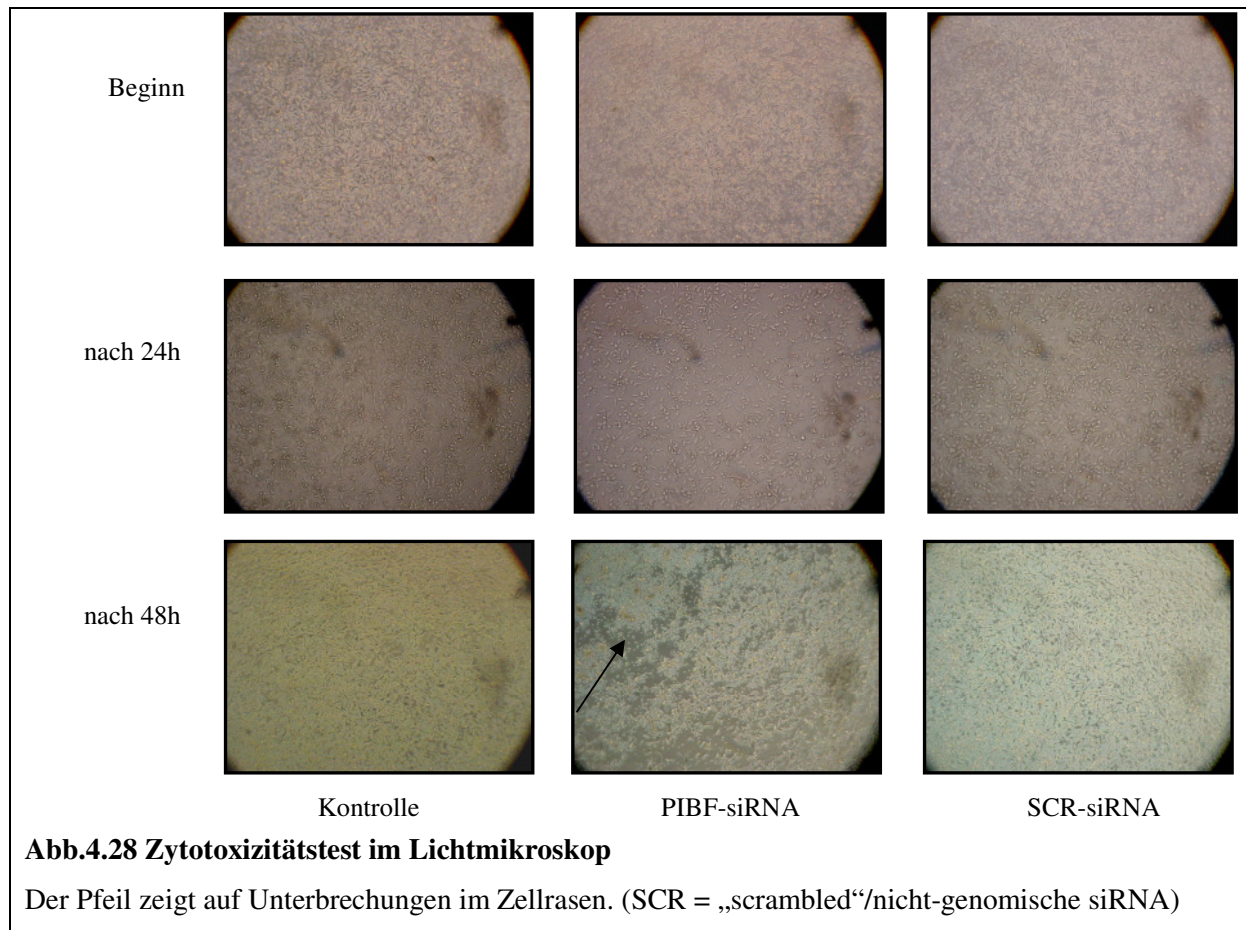 Beginn
nach 24h
nach 48h
Kontrolle PIBF-siRNA SCR-siRNA
Abb.4.28 Zytotoxizitätstest im Lichtmikroskop
Der Pfeil zeigt auf Unterbrechungen im Zellrasen. (SCR = „scrambled“/nicht-genomische siRNA)